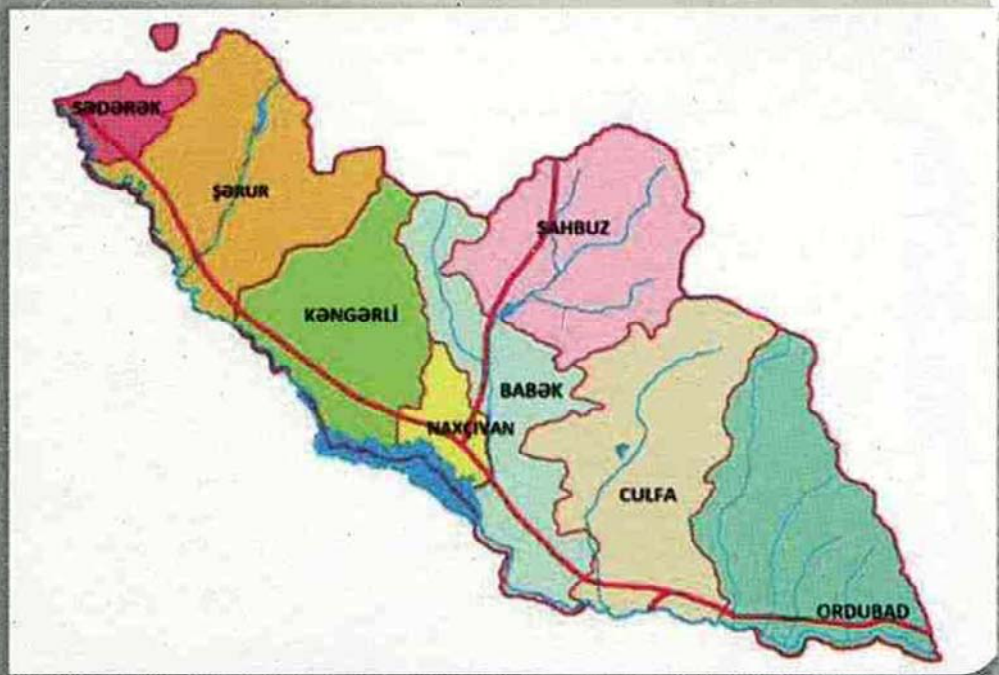 SƏDƏRƏK
ŞƏRUR
ŞAHBUZ
KƏNGƏRLİ
BABƏK
NAXÇIVAN
CULFA
ORDUBAD